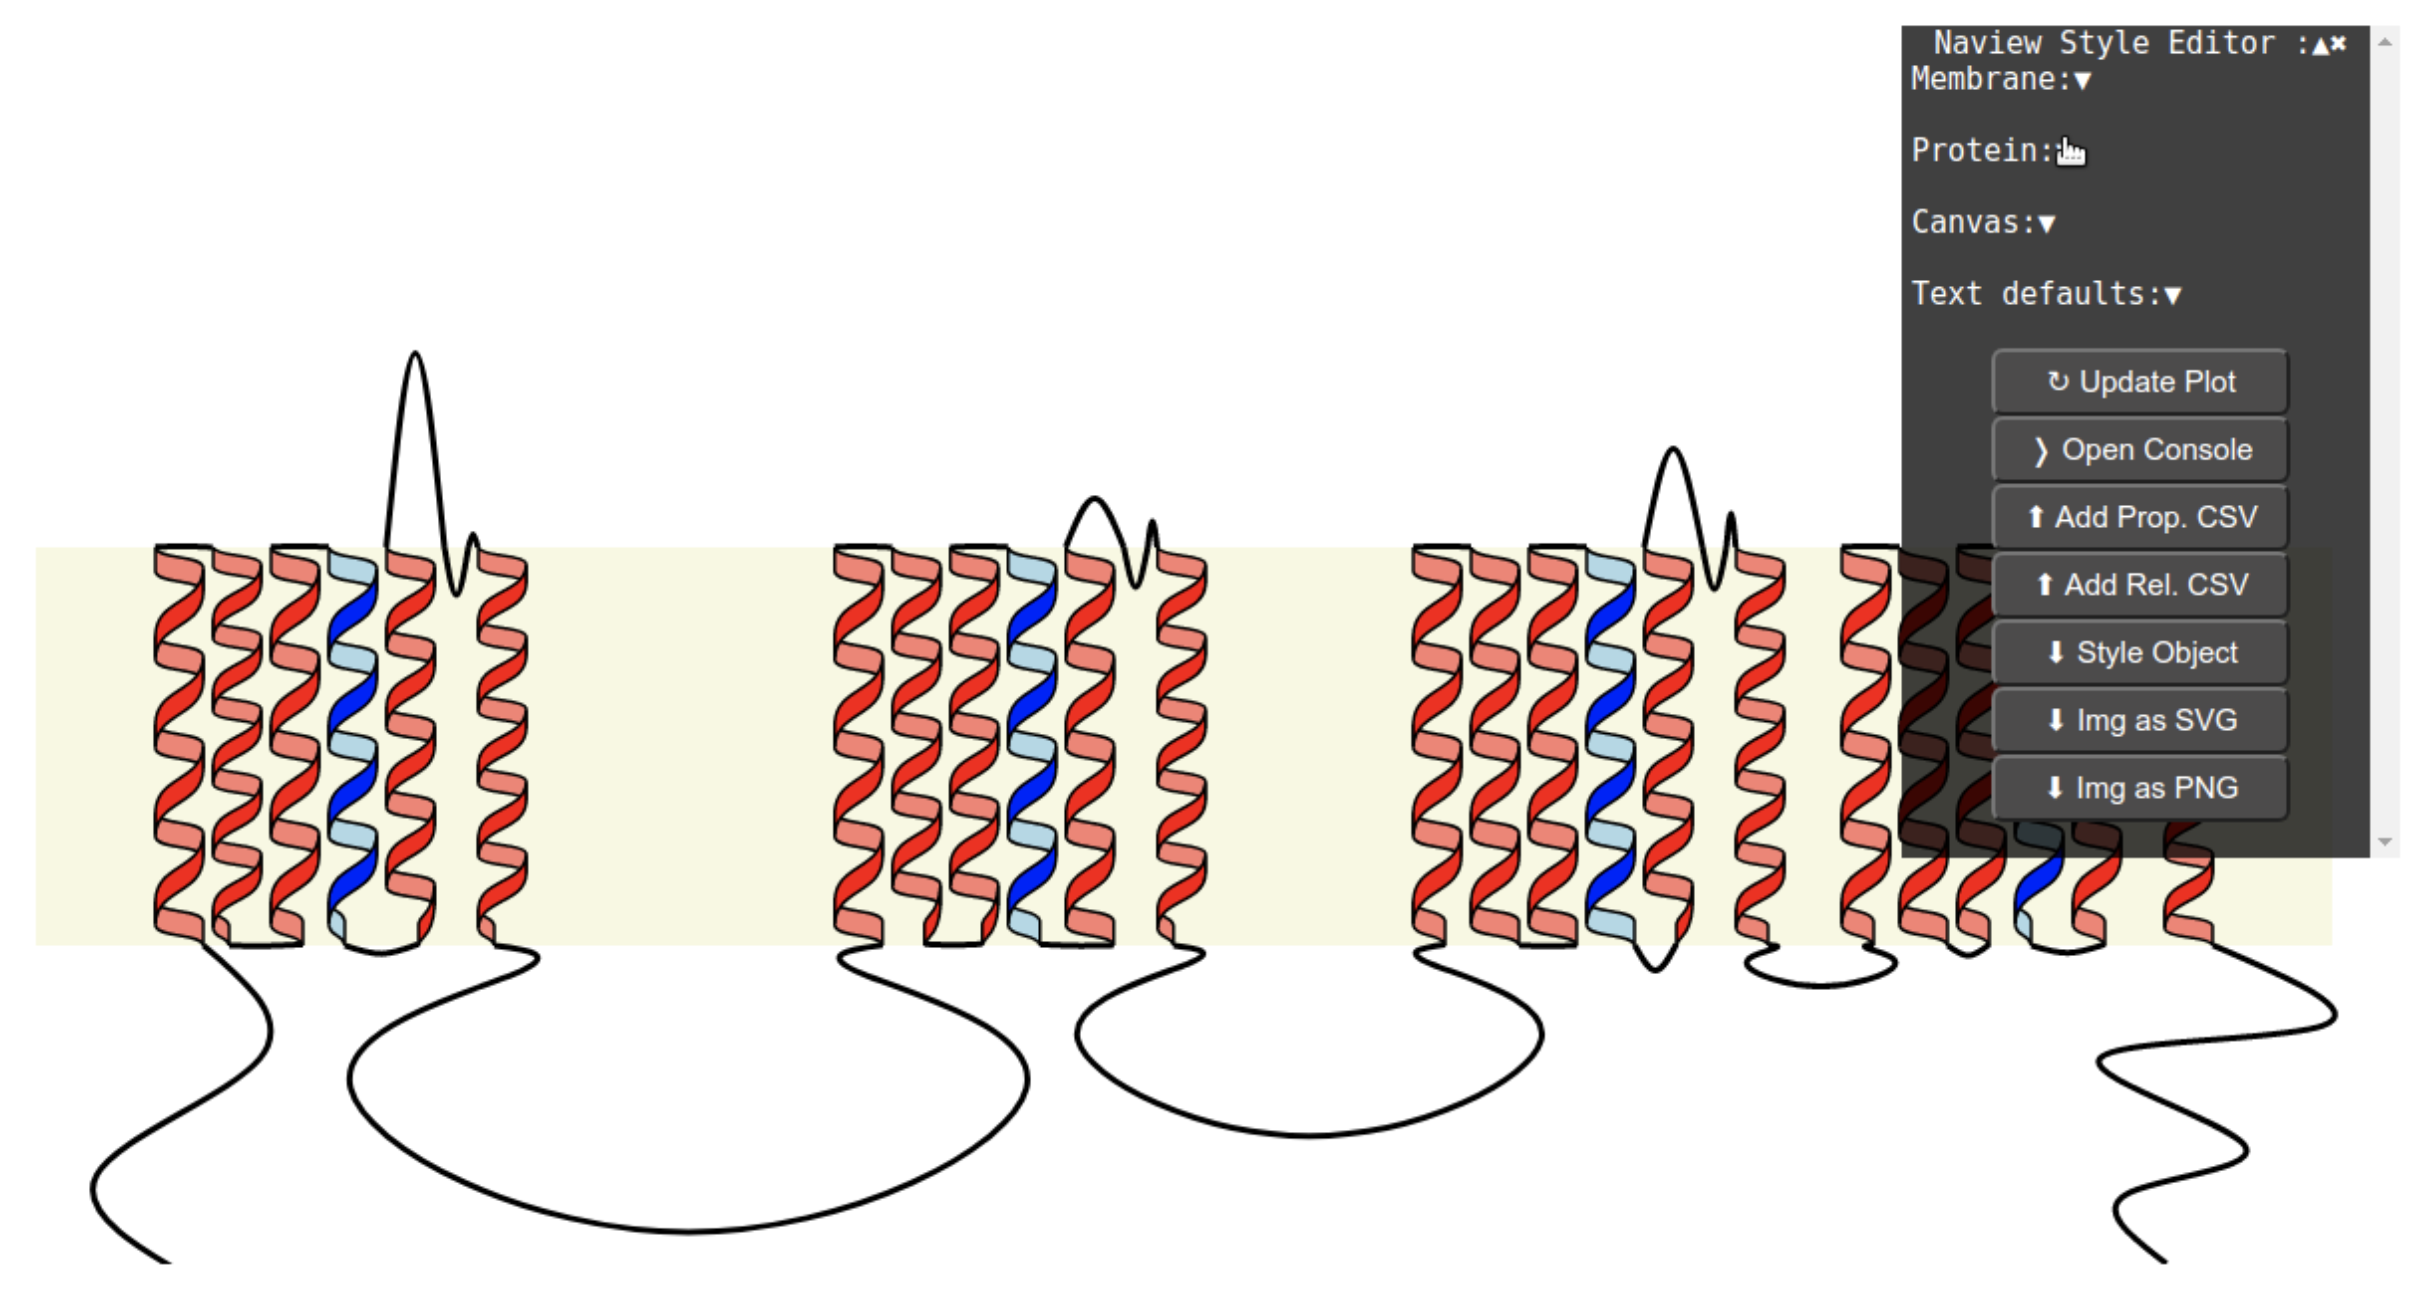 Naview Style Editor :▲✖
Membrane:▼
Protein:
Canvas:▼
Text defaults:▼
↻ Update Plot
❭ Open Console
⬆ Add Prop. CSV
⬆ Add Rel. CSV
⬇ Style Object
⬇ Img as SVG
⬇ Img as PNG